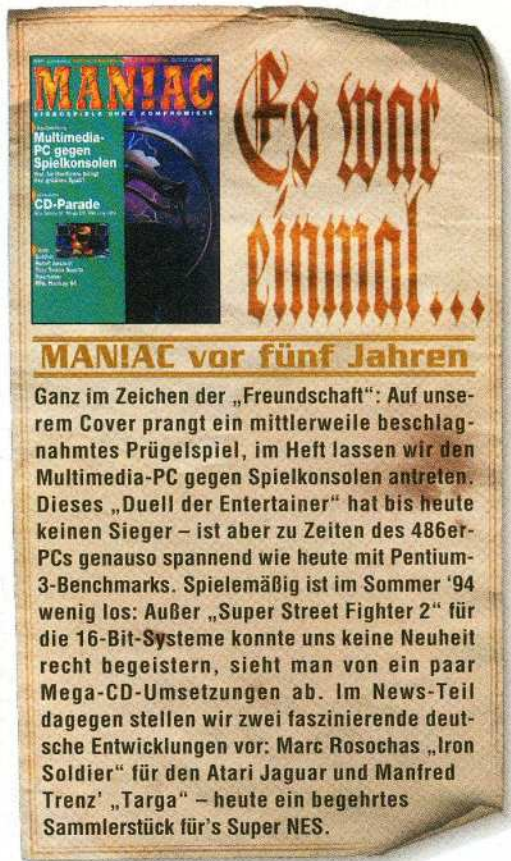 MAN!AC
VIDEOSPIELE OHNE KOMPROMISSE
Multimedia-
PC gegen
Spielkonsolen
CD-Parade
Es war
einmal...
MAN!AC vor fünf Jahren
Ganz im Zeichen der „Freundschaft“: Auf unse-
rem Cover prangt ein mittlerweile beschlag-
nahmtes Prügelspiel, im Heft lassen wir den
Multimedia-PC gegen Spielkonsolen antreten.
Dieses „Duell der Entertainer“ hat bis heute
keinen Sieger – ist aber zu Zeiten des 486er-
PCs genauso spannend wie heute mit Pentium-
3-Benchmarks. Spielemäßig ist im Sommer '94
wenig los: Außer „Super Street Fighter 2“ für
die 16-Bit-Systeme konnte uns keine Neuheit
recht begeistern, sieht man von ein paar
Mega-CD-Umsetzungen ab. Im News-Teil
dagegen stellen wir zwei faszinierende deut-
sche Entwicklungen vor: Marc Rosochas „Iron
Soldier“ für den Atari Jaguar und Manfred
Trenz' „Targa“ – heute ein begehrtes
Sammlerstück für's Super NES.